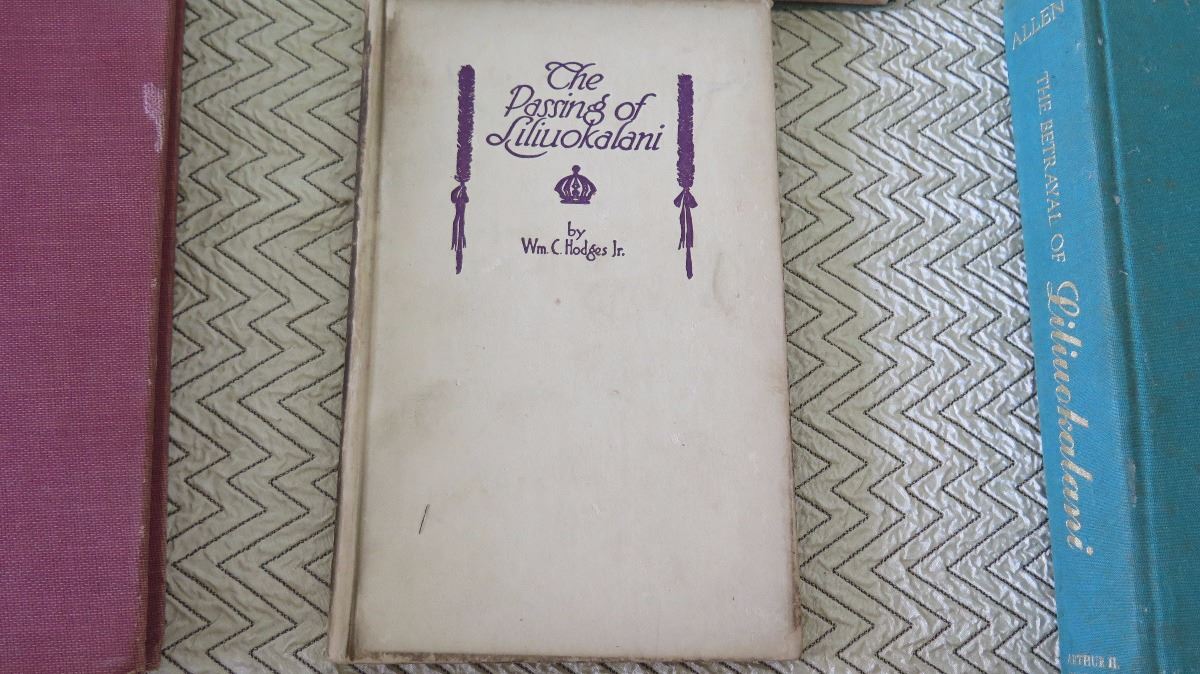 The
Passing of
Liliuokalani
by
Wm. C. Hodges Jr.
ALLEN
THE BETRAYAL OF Liliuokalani
ARTHUR H.